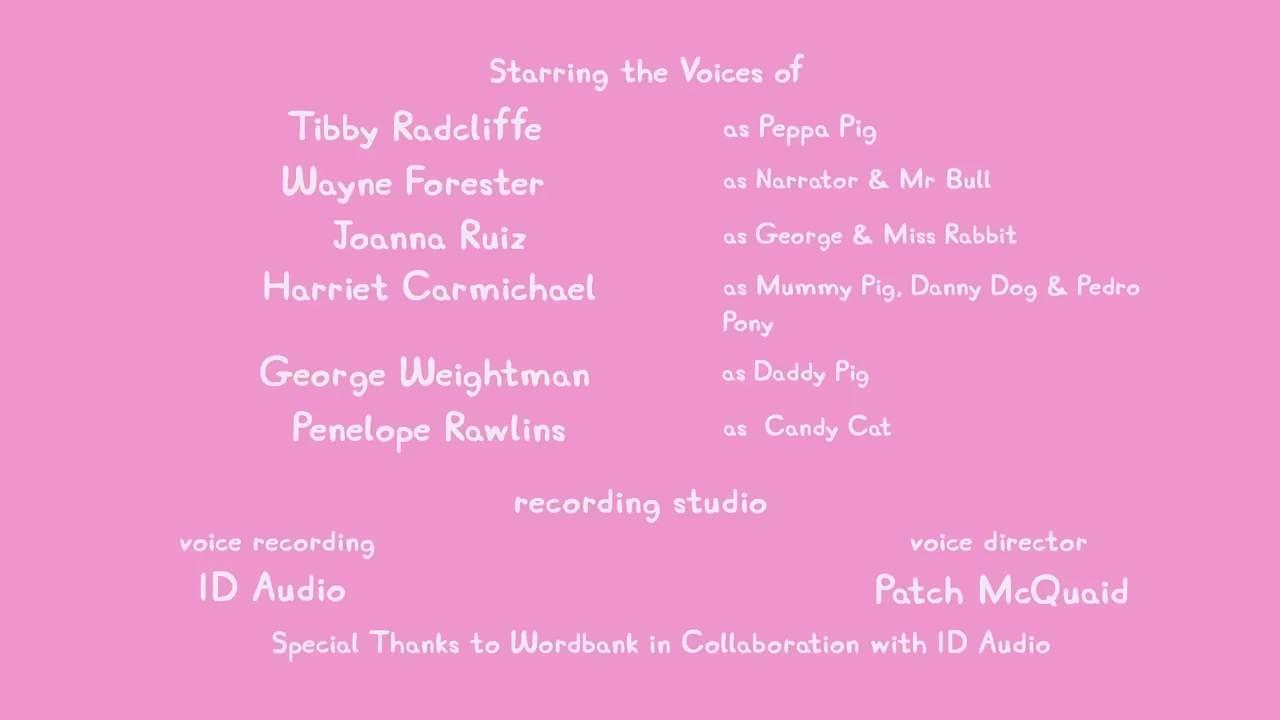 Starring the Voices of
Tibby Radcliffe as Peppa Pig
Wayne Forester as Narrator & Mr Bull
Joanna Ruiz as George & Miss Rabbit
Harriet Carmichael as Mummy Pig, Danny Dog & Pedro
Pony
George Weightman as Daddy Pig
Penelope Rawlins as Candy Cat
recording studio
voice recording voice director
ID Audio Patch McQuaid
Special Thanks to Wordbank in Collaboration with ID Audio